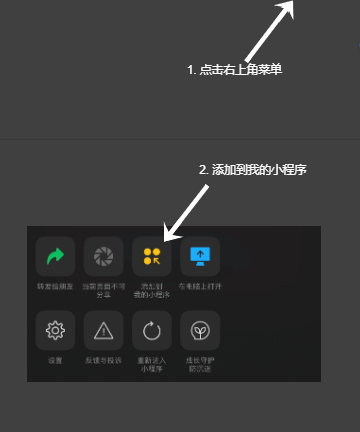 1. 点击右上角菜单
2. 添加到我的小程序
转发给朋友
当前页面不可
分享
添加到
我的小程序
在电脑上打开
设置
反馈与投诉
重新进入
小程序
成长守护
防沉迷